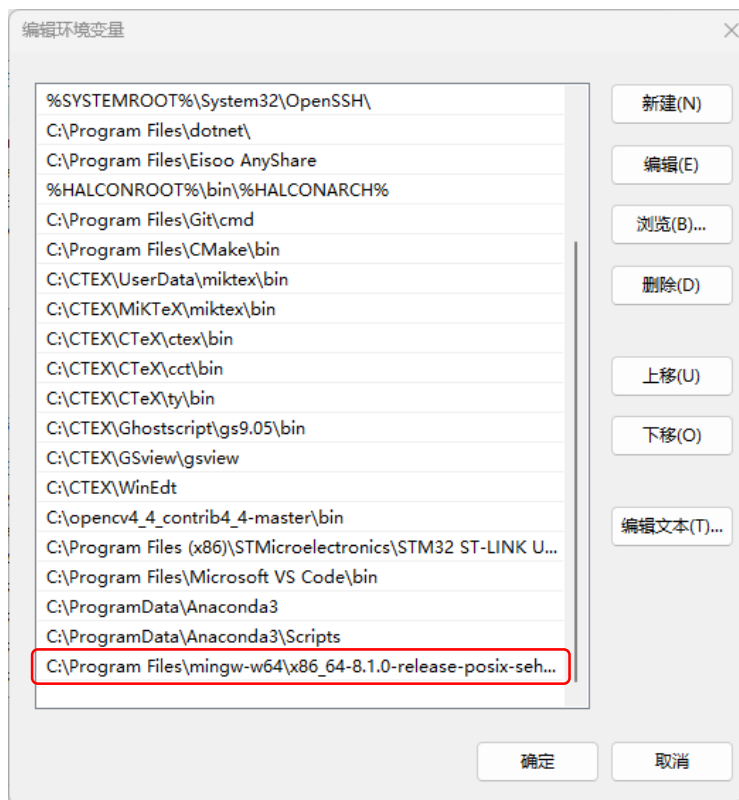 编辑环境变量
%SYSTEMROOT%\System32\OpenSSH\
C:\Program Files\dotnet\
C:\Program Files\Eisoo AnyShare
%HALCONROOT%\bin\%HALCONARCH%
C:\Program Files\Git\cmd
C:\Program Files\CMake\bin
C:\CTEX\UserData\miktex\bin
C:\CTEX\MiKTeX\miktex\bin
C:\CTEX\CTeX\ctex\bin
C:\CTEX\CTeX\cct\bin
C:\CTEX\CTeX\ty\bin
C:\CTEX\Ghostscript\gs9.05\bin
C:\CTEX\GSview\gsview
C:\CTEX\WinEdt
C:\opencv4_4_contrib4_4-master\bin
C:\Program Files (x86)\STMicroelectronics\STM32 ST-LINK U...
C:\Program Files\Microsoft VS Code\bin
C:\ProgramData\Anaconda3
C:\ProgramData\Anaconda3\Scripts
C:\Program Files\mingw-w64\x86_64-8.1.0-release-posix-seh...
新建(N)
编辑(E)
浏览(B)...
删除(D)
上移(U)
下移(O)
编辑文本(T)...
确定
取消